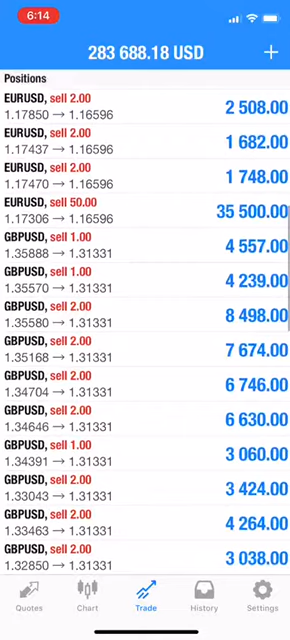 6:14
283 688.18 USD
Positions
EURUSD, sell 2.00
2 508.00
1.17850 → 1.16596
EURUSD, sell 2.00
1 682.00
1.17437 → 1.16596
EURUSD, sell 2.00
1 748.00
1.17470 → 1.16596
EURUSD, sell 50.00
35 500.00
1.17306 → 1.16596
GBPUSD, sell 1.00
4 557.00
1.35888 → 1.31331
GBPUSD, sell 1.00
4 239.00
1.35570 → 1.31331
GBPUSD, sell 2.00
8 498.00
1.35580 → 1.31331
GBPUSD, sell 2.00
7 674.00
1.35168 → 1.31331
GBPUSD, sell 2.00
6 746.00
1.34704 → 1.31331
GBPUSD, sell 2.00
6 630.00
1.34646 → 1.31331
GBPUSD, sell 1.00
3 060.00
1.34391 → 1.31331
GBPUSD, sell 2.00
3 424.00
1.33043 → 1.31331
GBPUSD, sell 2.00
4 264.00
1.33463 → 1.31331
GBPUSD, sell 2.00
3 038.00
1.32850 → 1.31331
Quotes
Chart
Trade
History
Settings